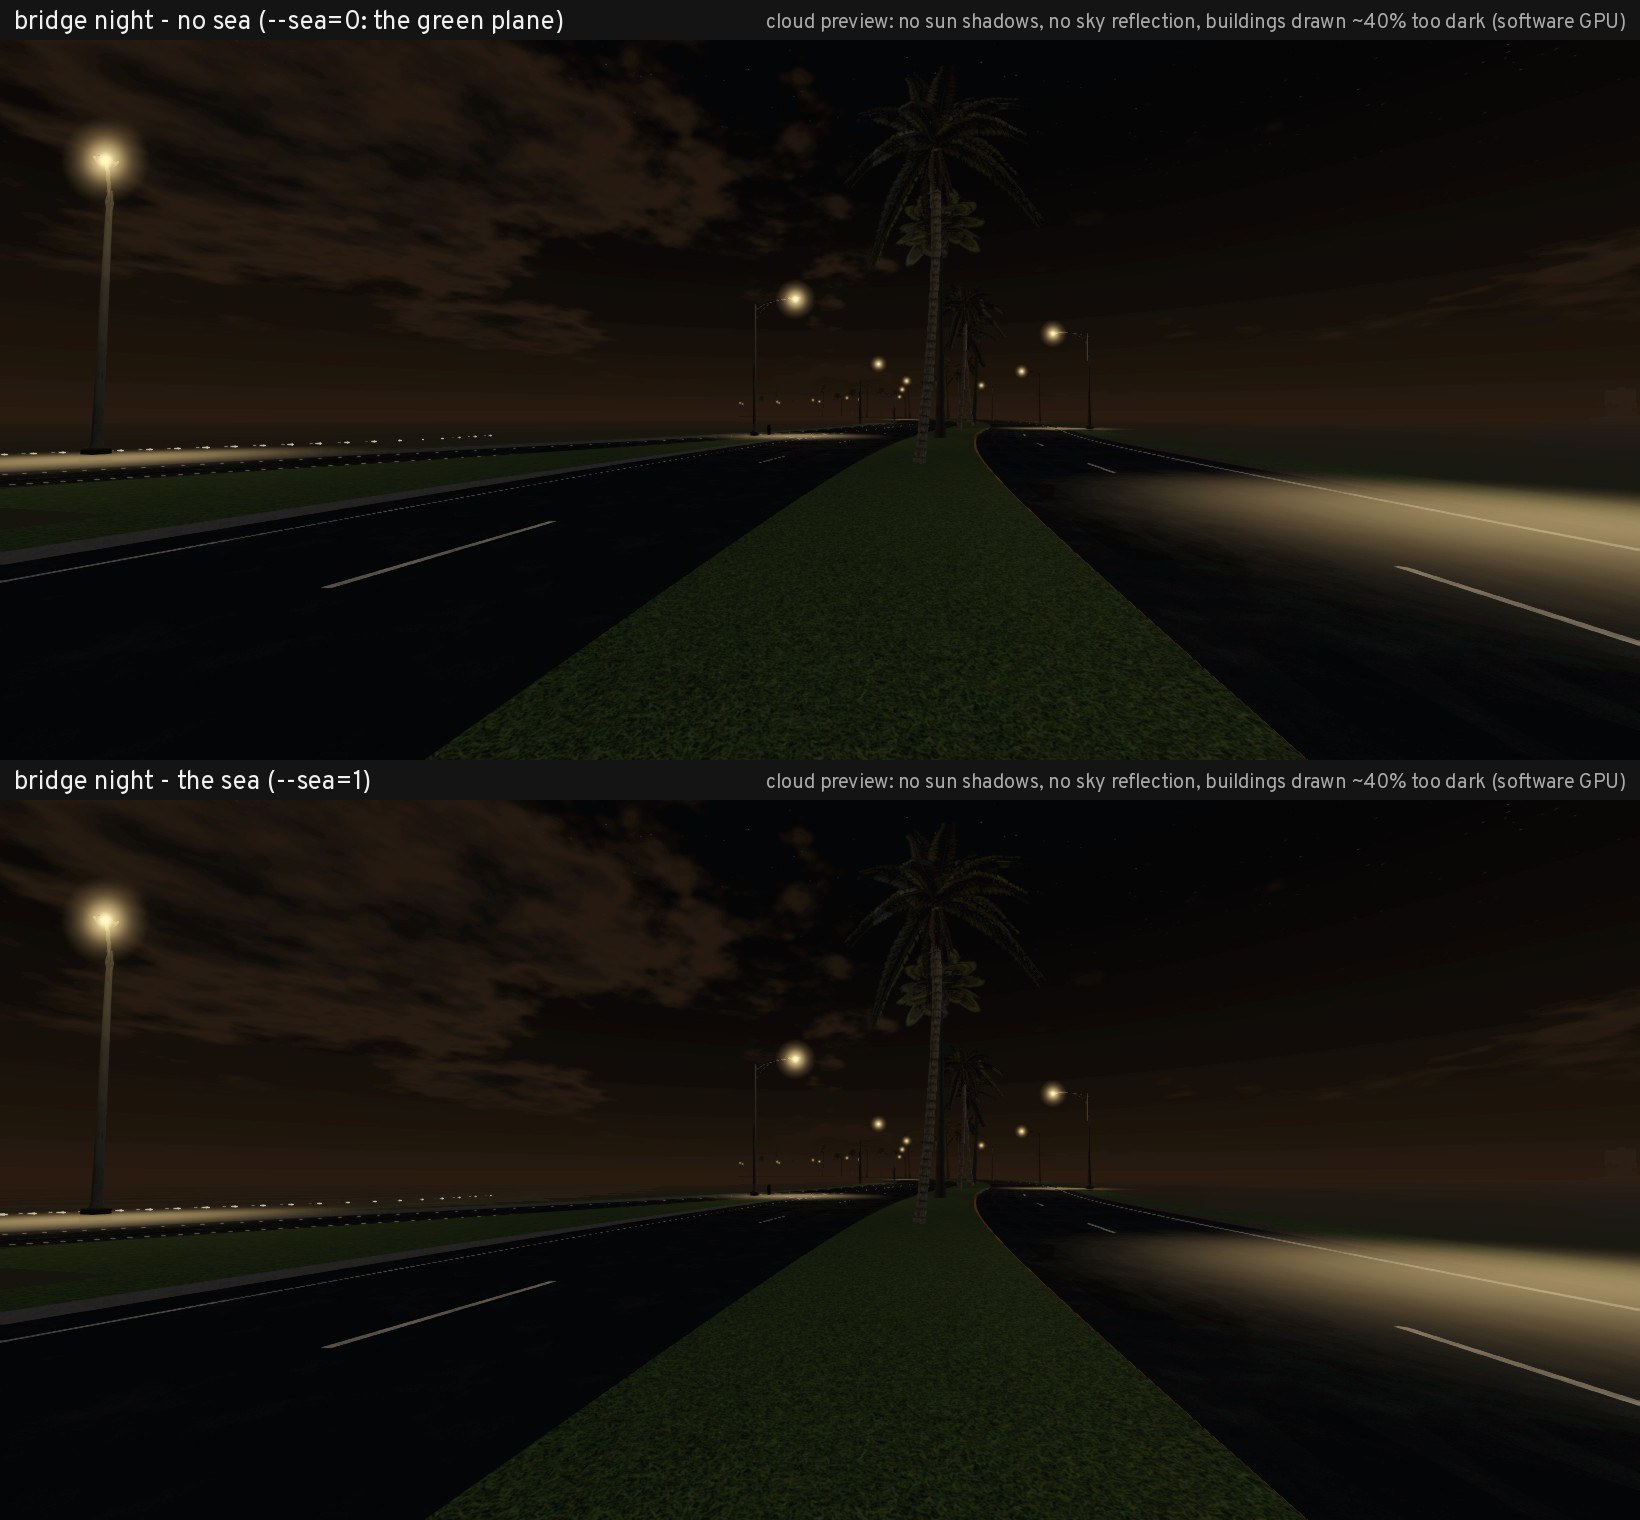 bridge night - no sea (--sea=0: the green plane)
cloud preview: no sun shadows, no sky reflection, buildings drawn ~40% too dark (software GPU)
bridge night - the sea (--sea=1)
cloud preview: no sun shadows, no sky reflection, buildings drawn ~40% too dark (software GPU)